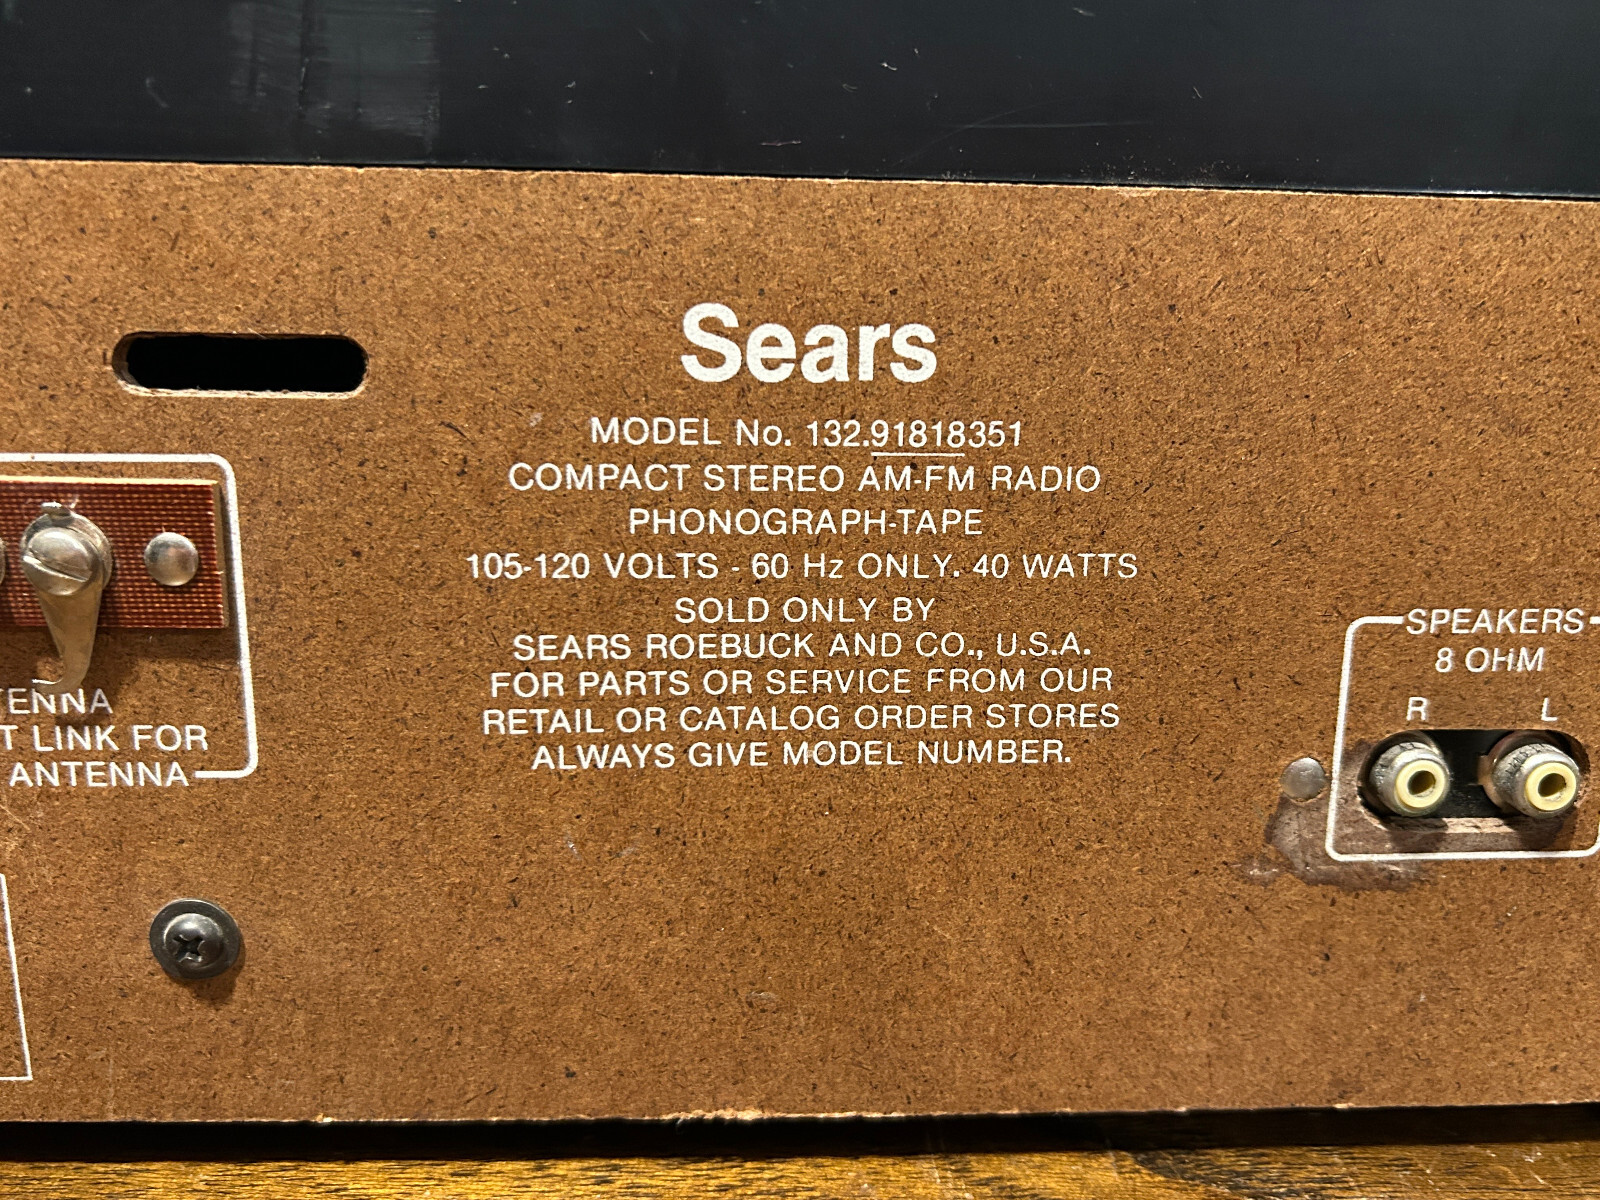 Sears
MODEL No. 132.91818351
COMPACT STEREO AM-FM RADIO
PHONOGRAPH-TAPE
105-120 VOLTS - 60 Hz ONLY. 40 WATTS
SOLD ONLY BY
SEARS ROEBUCK AND CO., U.S.A.
FOR PARTS OR SERVICE FROM OUR
RETAIL OR CATALOG ORDER STORES
ALWAYS GIVE MODEL NUMBER.
TENNA
T LINK FOR
ANTENNA
SPEAKERS
8 OHM
R L